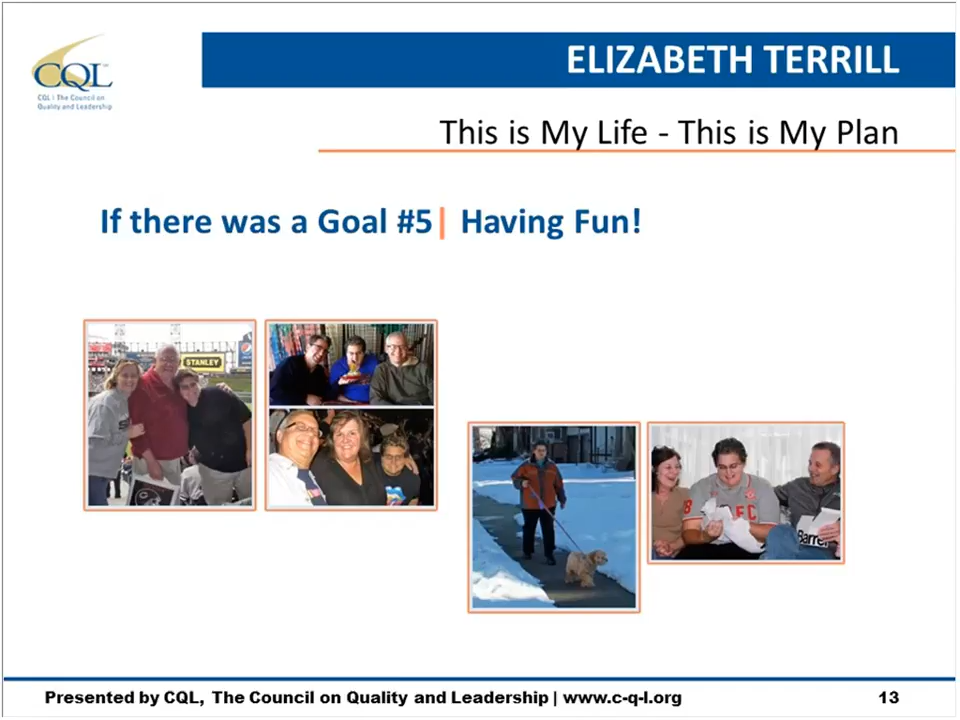 CQL
CQL | The Council on
Quality and Leadership
ELIZABETH TERRILL
This is My Life - This is My Plan
If there was a Goal #5| Having Fun!
STANLEY
Barrel
Presented by CQL, The Council on Quality and Leadership | www.c-q-l.org
13